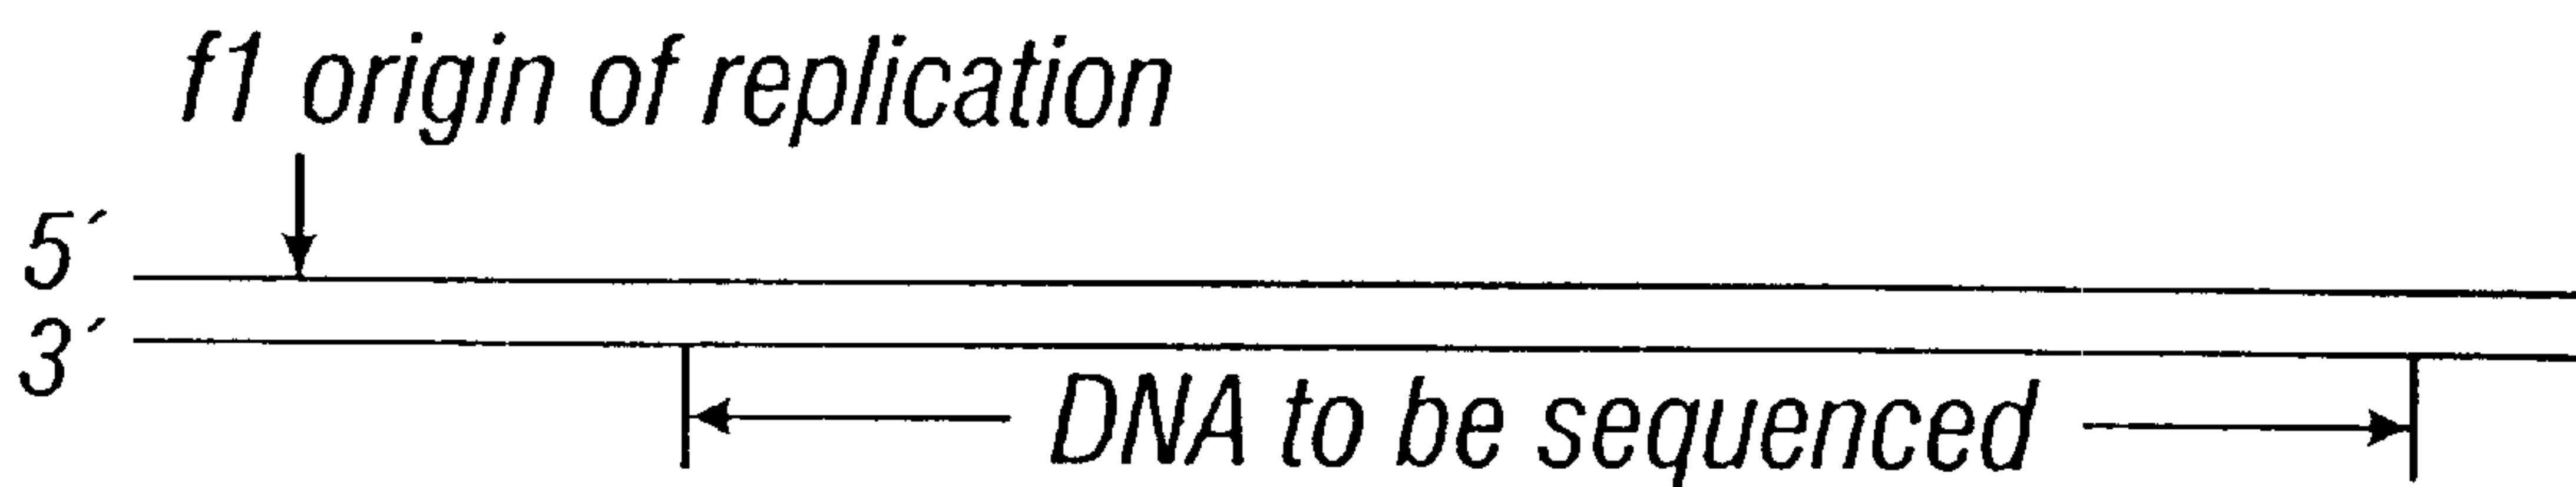 f1 origin of replication
5´
3´
DNA to be sequenced